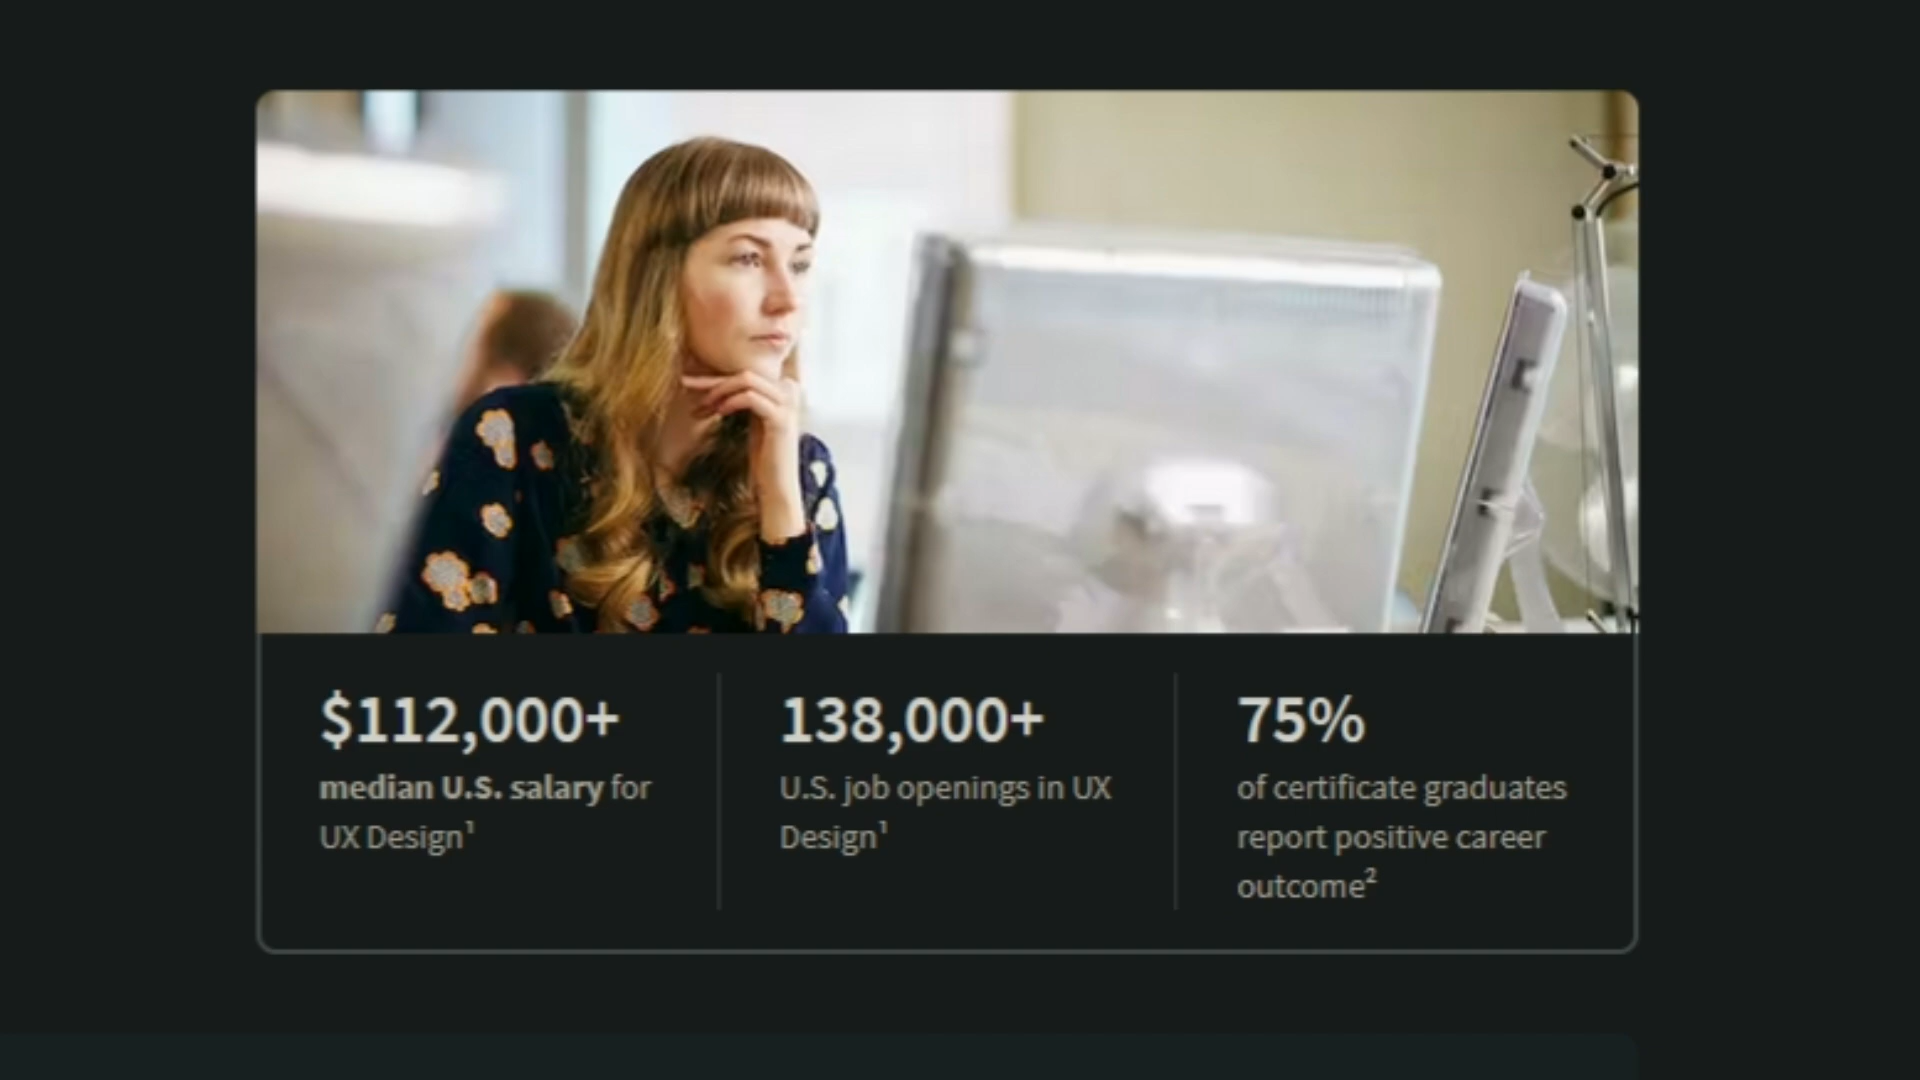 $112,000+
median U.S. salary for
UX Design¹
138,000+
U.S. job openings in UX
Design¹
75%
of certificate graduates
report positive career
outcome²